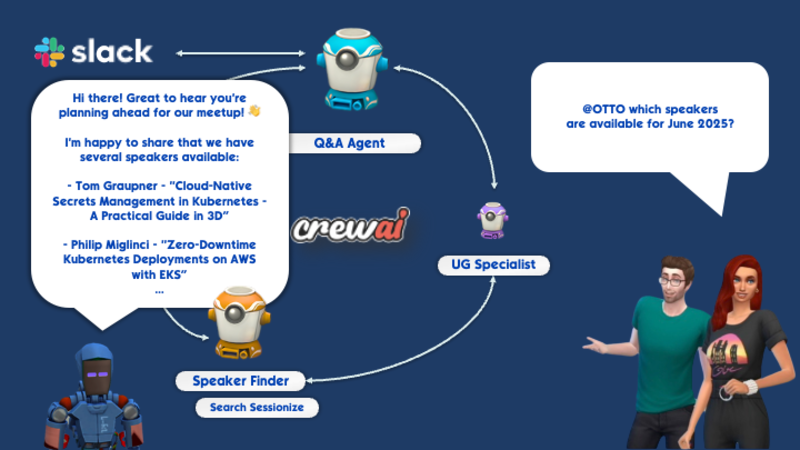 slack
Hi there! Great to hear you're
planning ahead for our meetup! 👋
I'm happy to share that we have
several speakers available:
- Tom Graupner - "Cloud-Native
Secrets Management in Kubernetes -
A Practical Guide in 3D"
- Philip Miglinci - "Zero-Downtime
Kubernetes Deployments on AWS
with EKS"
...
Q&A Agent
@OTTO which speakers
are available for June 2025?
crewai
UG Specialist
Speaker Finder
Search Sessionize